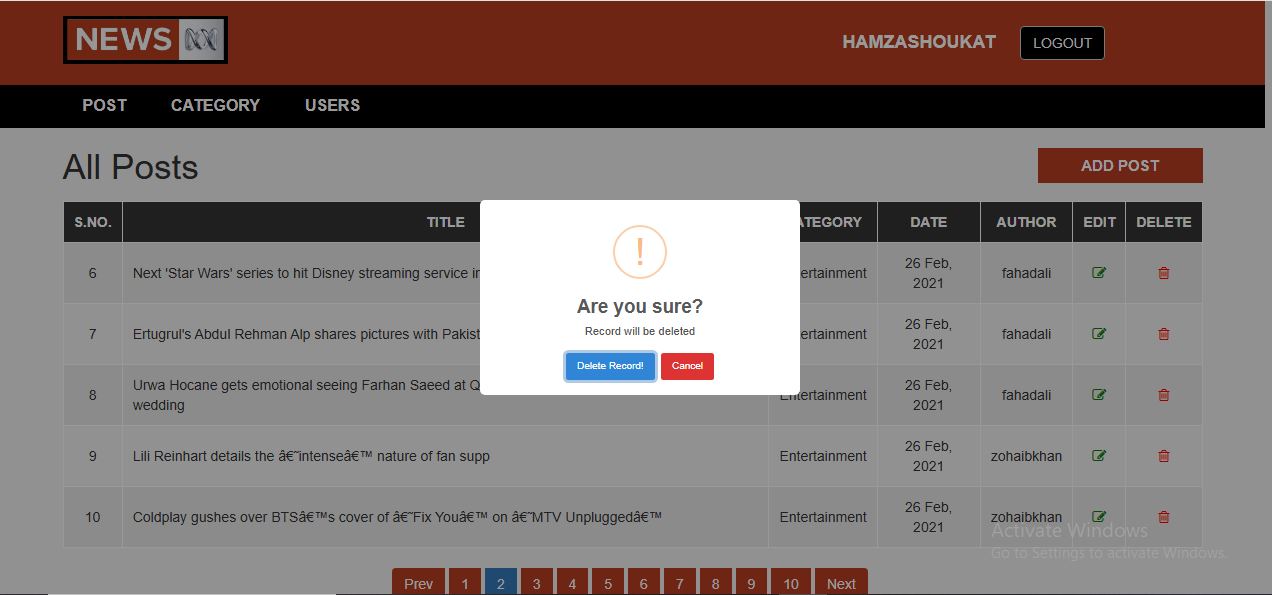 NEWS
HAMZASHOUKAT
LOGOUT
POST CATEGORY USERS
All Posts
ADD POST
S.NO. TITLE DATE AUTHOR EDIT DELETE
6 Next 'Star Wars' series to hit Disney streaming service 26 Feb, 2021 fahadali
7 Ertugrul's Abdul Rehman Alp shares pictures with 26 Feb, 2021 fahadali
8 Urwa Hocane gets emotional seeing Farhan Saeed at
wedding Entertainment 26 Feb, 2021 fahadali
Are you sure?
Record will be deleted
Delete Record! Cancel
9 Lili Reinhart details the â€˜intenseâ€™ nature of fan supp Entertainment 26 Feb, 2021 zohaibkhan
10 Coldplay gushes over BTSâ€™s cover of â€˜Fix Youâ€™ on â€˜MTV Unpluggedâ€™ Entertainment 26 Feb, 2021 zohaibkhan
Activate Windows
Go to Settings to activate Windows.
Prev 1 2 3 4 5 6 7 8 9 10 Next